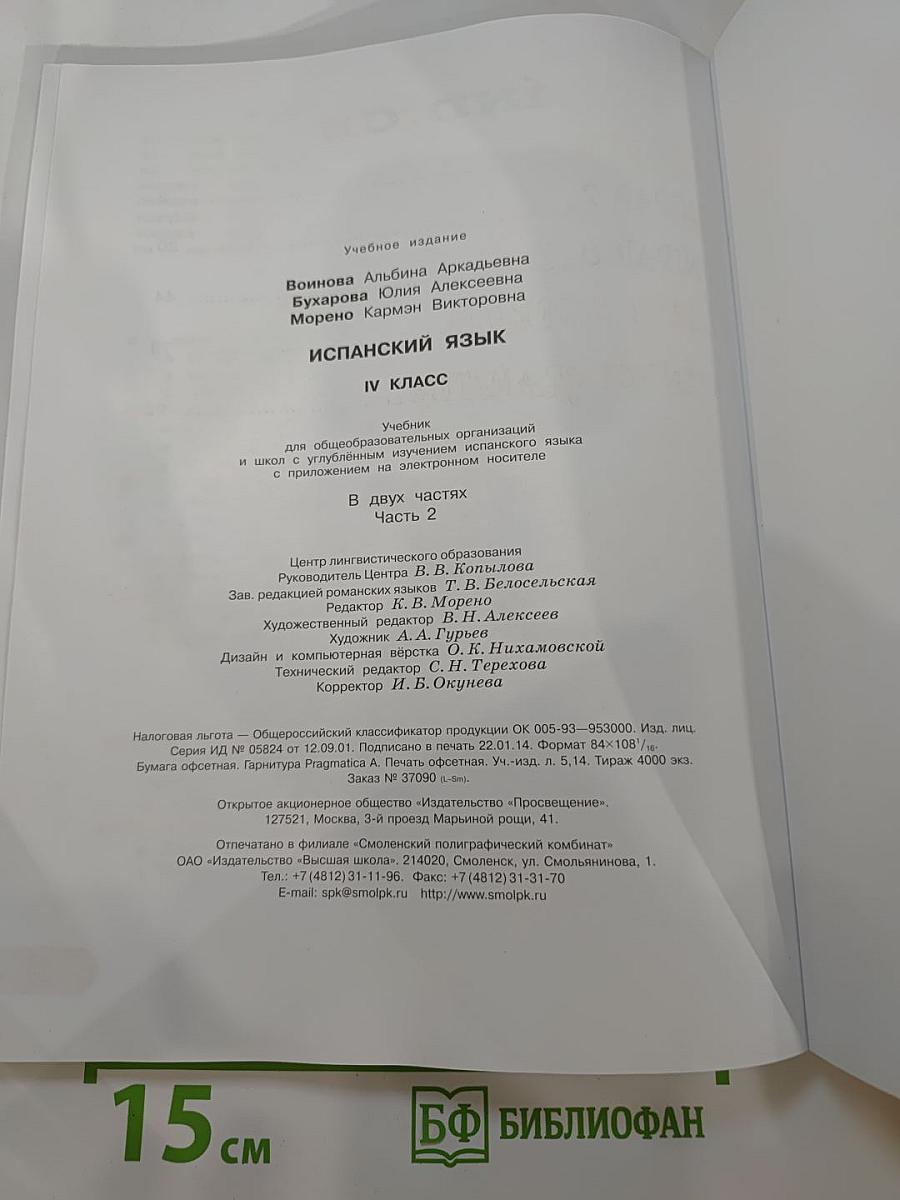 Учебное издание
Воинова Альбина Аркадьевна
Бухарова Юлия Алексеевна
Морено Кармэн Викторовна
ИСПАНСКИЙ ЯЗЫК
IV КЛАСС
Учебник
для общеобразовательных организаций
и школ с углублённым изучением испанского языка
с приложением на электронном носителе
В двух частях
Часть 2
Центр лингвистического образования
Руководитель Центра В. В. Копылова
Зав. редакцией романских языков Т. В. Белосельская
Редактор К. В. Морено
Художественный редактор В. Н. Алексеев
Художник А. А. Гурьев
Дизайн и компьютерная вёрстка О. К. Нихамовской
Технический редактор С. Н. Терехова
Корректор И. Б. Окунева
Налоговая льгота — Общероссийский классификатор продукции ОК 005-93—953000. Изд. лиц.
Серия ИД № 05824 от 12.09.01. Подписано в печать 22.01.14. Формат 84×108¹/₁₆.
Бумага офсетная. Гарнитура Pragmatica A. Печать офсетная. Уч.-изд. л. 5,14. Тираж 4000 экз.
Заказ № 37090 (L-Sm).
Открытое акционерное общество «Издательство «Просвещение».
127521, Москва, 3-й проезд Марьиной рощи, 41.
Отпечатано в филиале «Смоленский полиграфический комбинат»
ОАО «Издательство «Высшая школа». 214020, Смоленск, ул. Смольянинова, 1.
Тел.: +7 (4812) 31-11-96. Факс: +7 (4812) 31-31-70
E-mail: spk@smolpk.ru http://www.smolpk.ru
15 см
БФ БИБЛИОФАН